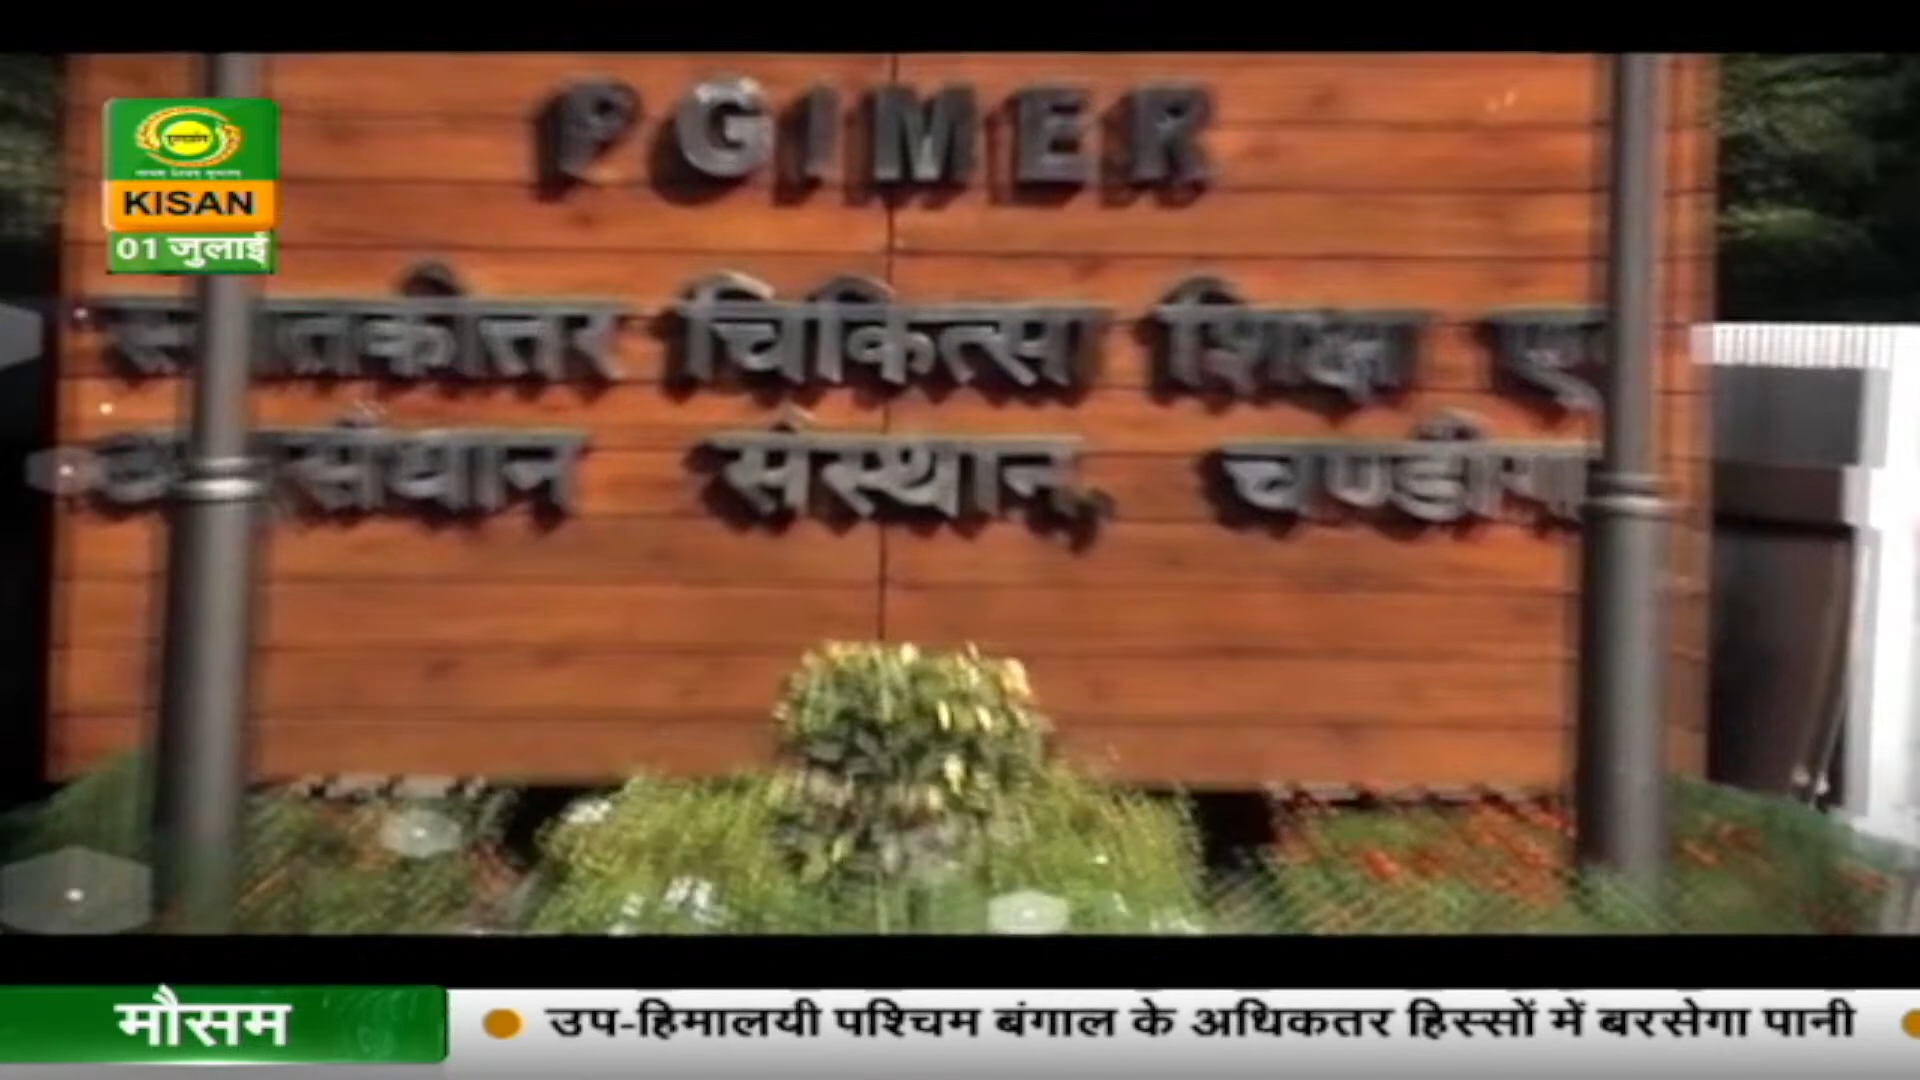 PGIMER
KISAN
01 जुलाई
चिकित्स शिक्ष
संस्थान,
मौसम
उप-हिमालयी पश्चिम बंगाल के अधिकतर हिस्सों में बरसेगा पानी